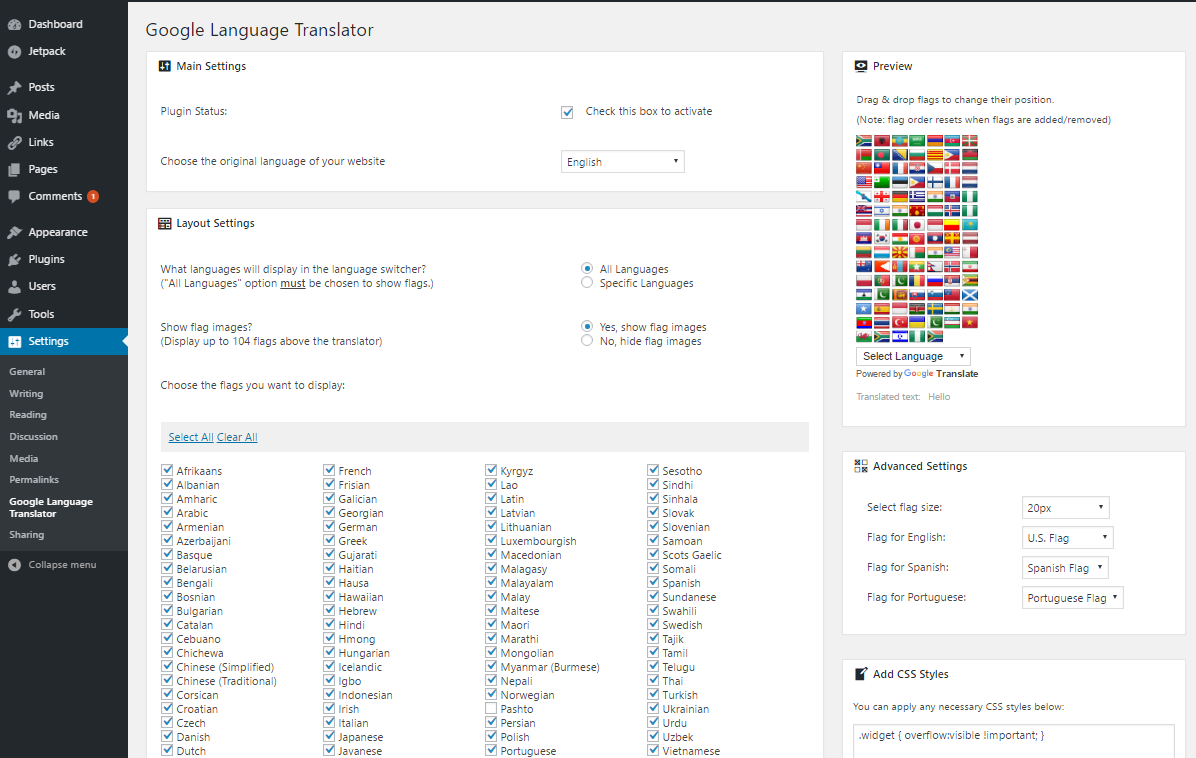 Dashboard
Jetpack
Posts
Media
Links
Pages
Comments 1
Appearance
Plugins
Users
Tools
Settings
General
Writing
Reading
Discussion
Media
Permalinks
Google Language
Translator
Sharing
Collapse menu
Google Language Translator
Main Settings
Plugin Status:
Check this box to activate
Choose the original language of your website
English
Layout Settings
What languages will display in the language switcher?
("All Languages" option must be chosen to show flags.)
All Languages
Specific Languages
Show flag images?
(Display up to 104 flags above the translator)
Yes, show flag images
No, hide flag images
Choose the flags you want to display:
Select All Clear All
Afrikaans
Albanian
Amharic
Arabic
Armenian
Azerbaijani
Basque
Belarusian
Bengali
Bosnian
Bulgarian
Catalan
Cebuano
Chichewa
Chinese (Simplified)
Chinese (Traditional)
Corsican
Croatian
Czech
Danish
Dutch
French
Frisian
Galician
Georgian
German
Greek
Gujarati
Haitian
Hausa
Hawaiian
Hebrew
Hindi
Hmong
Hungarian
Icelandic
Igbo
Indonesian
Irish
Italian
Japanese
Javanese
Kyrgyz
Lao
Latin
Latvian
Lithuanian
Luxembourgish
Macedonian
Malagasy
Malayalam
Malay
Maltese
Maori
Marathi
Mongolian
Myanmar (Burmese)
Nepali
Norwegian
Pashto
Persian
Polish
Portuguese
Sesotho
Sindhi
Sinhala
Slovak
Slovenian
Samoan
Scots Gaelic
Somali
Spanish
Sundanese
Swahili
Swedish
Tajik
Tamil
Telugu
Thai
Turkish
Ukrainian
Urdu
Uzbek
Vietnamese
Preview
Drag & drop flags to change their position.
(Note: flag order resets when flags are added/removed)
Select Language
Powered by Google Translate
Translated text: Hello
Advanced Settings
Select flag size:
20px
Flag for English:
U.S. Flag
Flag for Spanish:
Spanish Flag
Flag for Portuguese:
Portuguese Flag
Add CSS Styles
You can apply any necessary CSS styles below:
.widget { overflow:visible !important; }